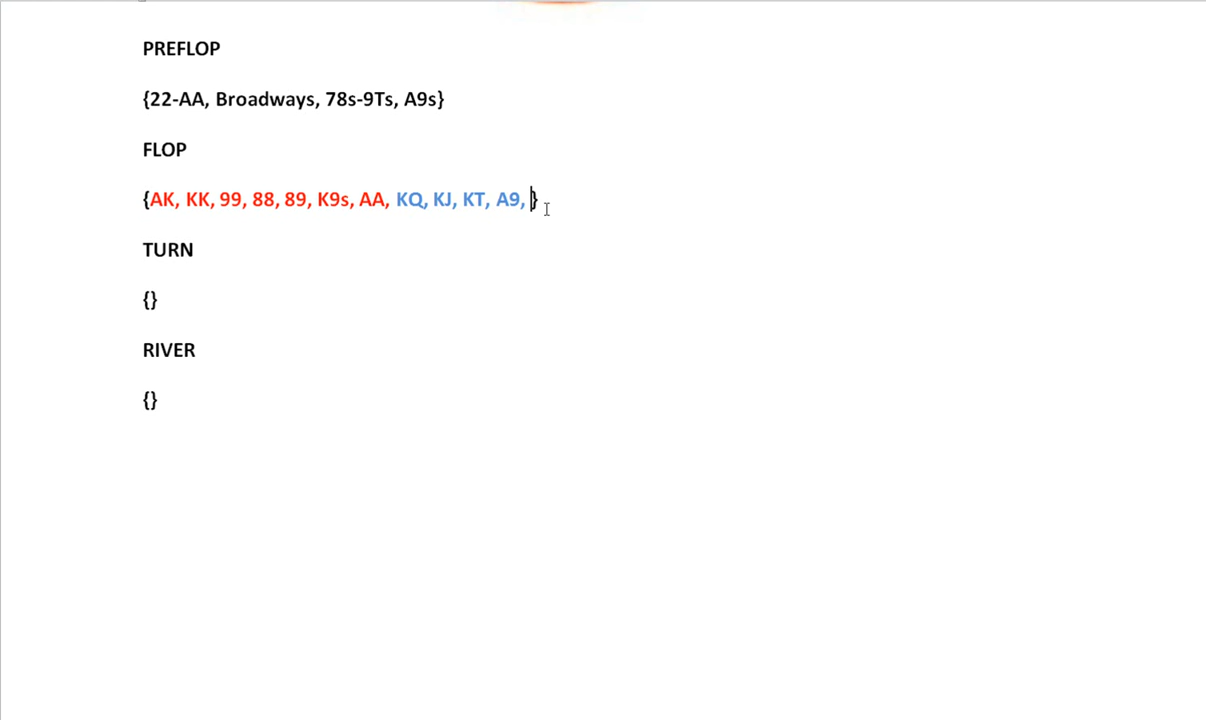 PREFLOP
{22-AA, Broadways, 78s-9Ts, A9s}
FLOP
{AK, KK, 99, 88, 89, K9s, AA, KQ, KJ, KT, A9, }
TURN
{}
RIVER
{}